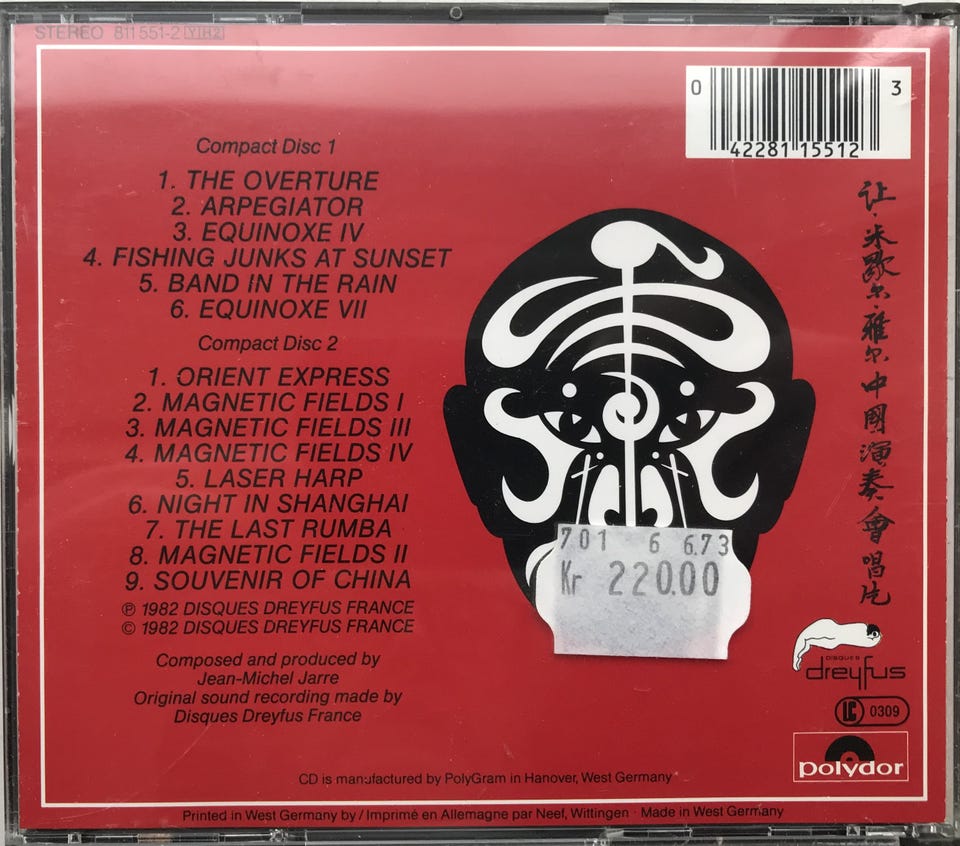 STEREO 811 551-2 YH2
0 42281 15512 3
Compact Disc 1
1. THE OVERTURE
2. ARPEGIATOR
3. EQUINOXE IV
4. FISHING JUNKS AT SUNSET
5. BAND IN THE RAIN
6. EQUINOXE VII
Compact Disc 2
1. ORIENT EXPRESS
2. MAGNETIC FIELDS I
3. MAGNETIC FIELDS III
4. MAGNETIC FIELDS IV
5. LASER HARP
6. NIGHT IN SHANGHAI
7. THE LAST RUMBA
8. MAGNETIC FIELDS II
9. SOUVENIR OF CHINA
℗ 1982 DISQUES DREYFUS FRANCE
© 1982 DISQUES DREYFUS FRANCE
Composed and produced by
Jean-Michel Jarre
Original sound recording made by
Disques Dreyfus France
701 6 6.73
Kr 220.00
让·米歇尔·雅尔中國演奏會唱片
DISQUES
dreyfus
LC 0309
polydor
CD is manufactured by PolyGram in Hanover, West Germany
Printed in West Germany by / Imprimé en Allemagne par Neef, Wittingen · Made in West Germany